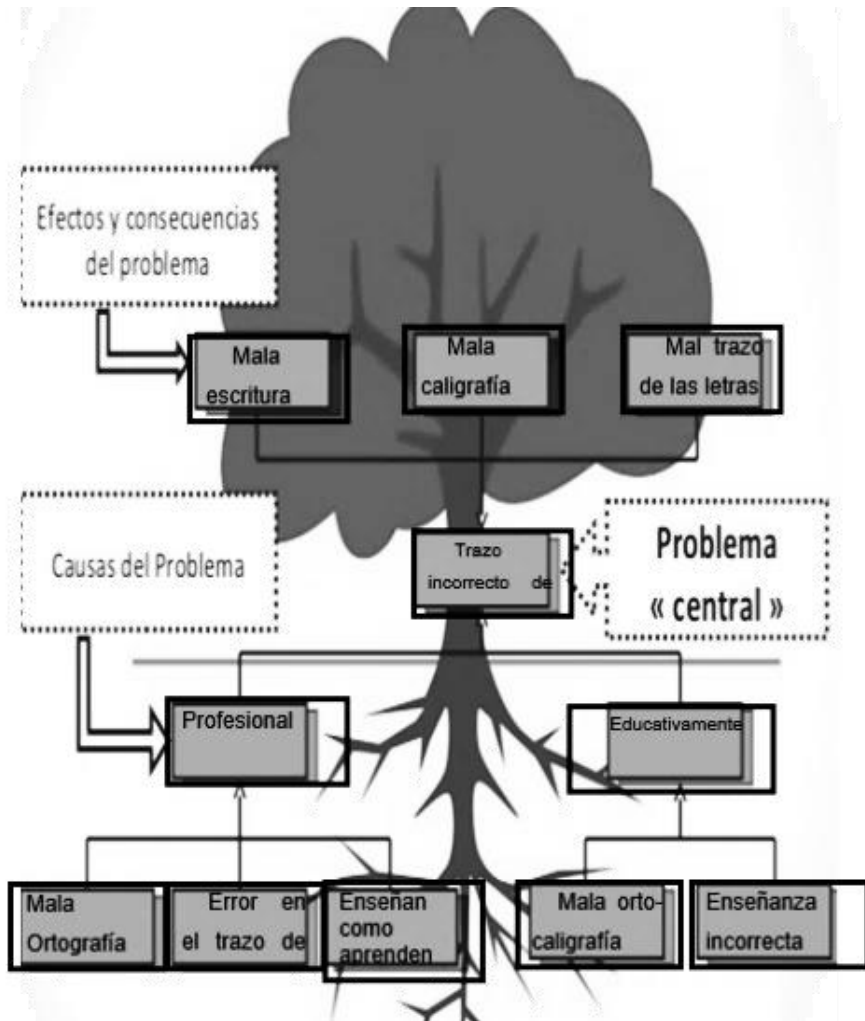 Efectos y consecuencias
del problema
Mala
escritura
Mala
caligrafía
Mal trazo
de las letras
Causas del Problema
Trazo
incorrecto de
Problema
« central »
Profesional
Educativamente
Mala
Ortografía
Error en
el trazo de
Enseñan
como
aprenden
Mala orto-
caligrafía
Enseñanza
incorrecta